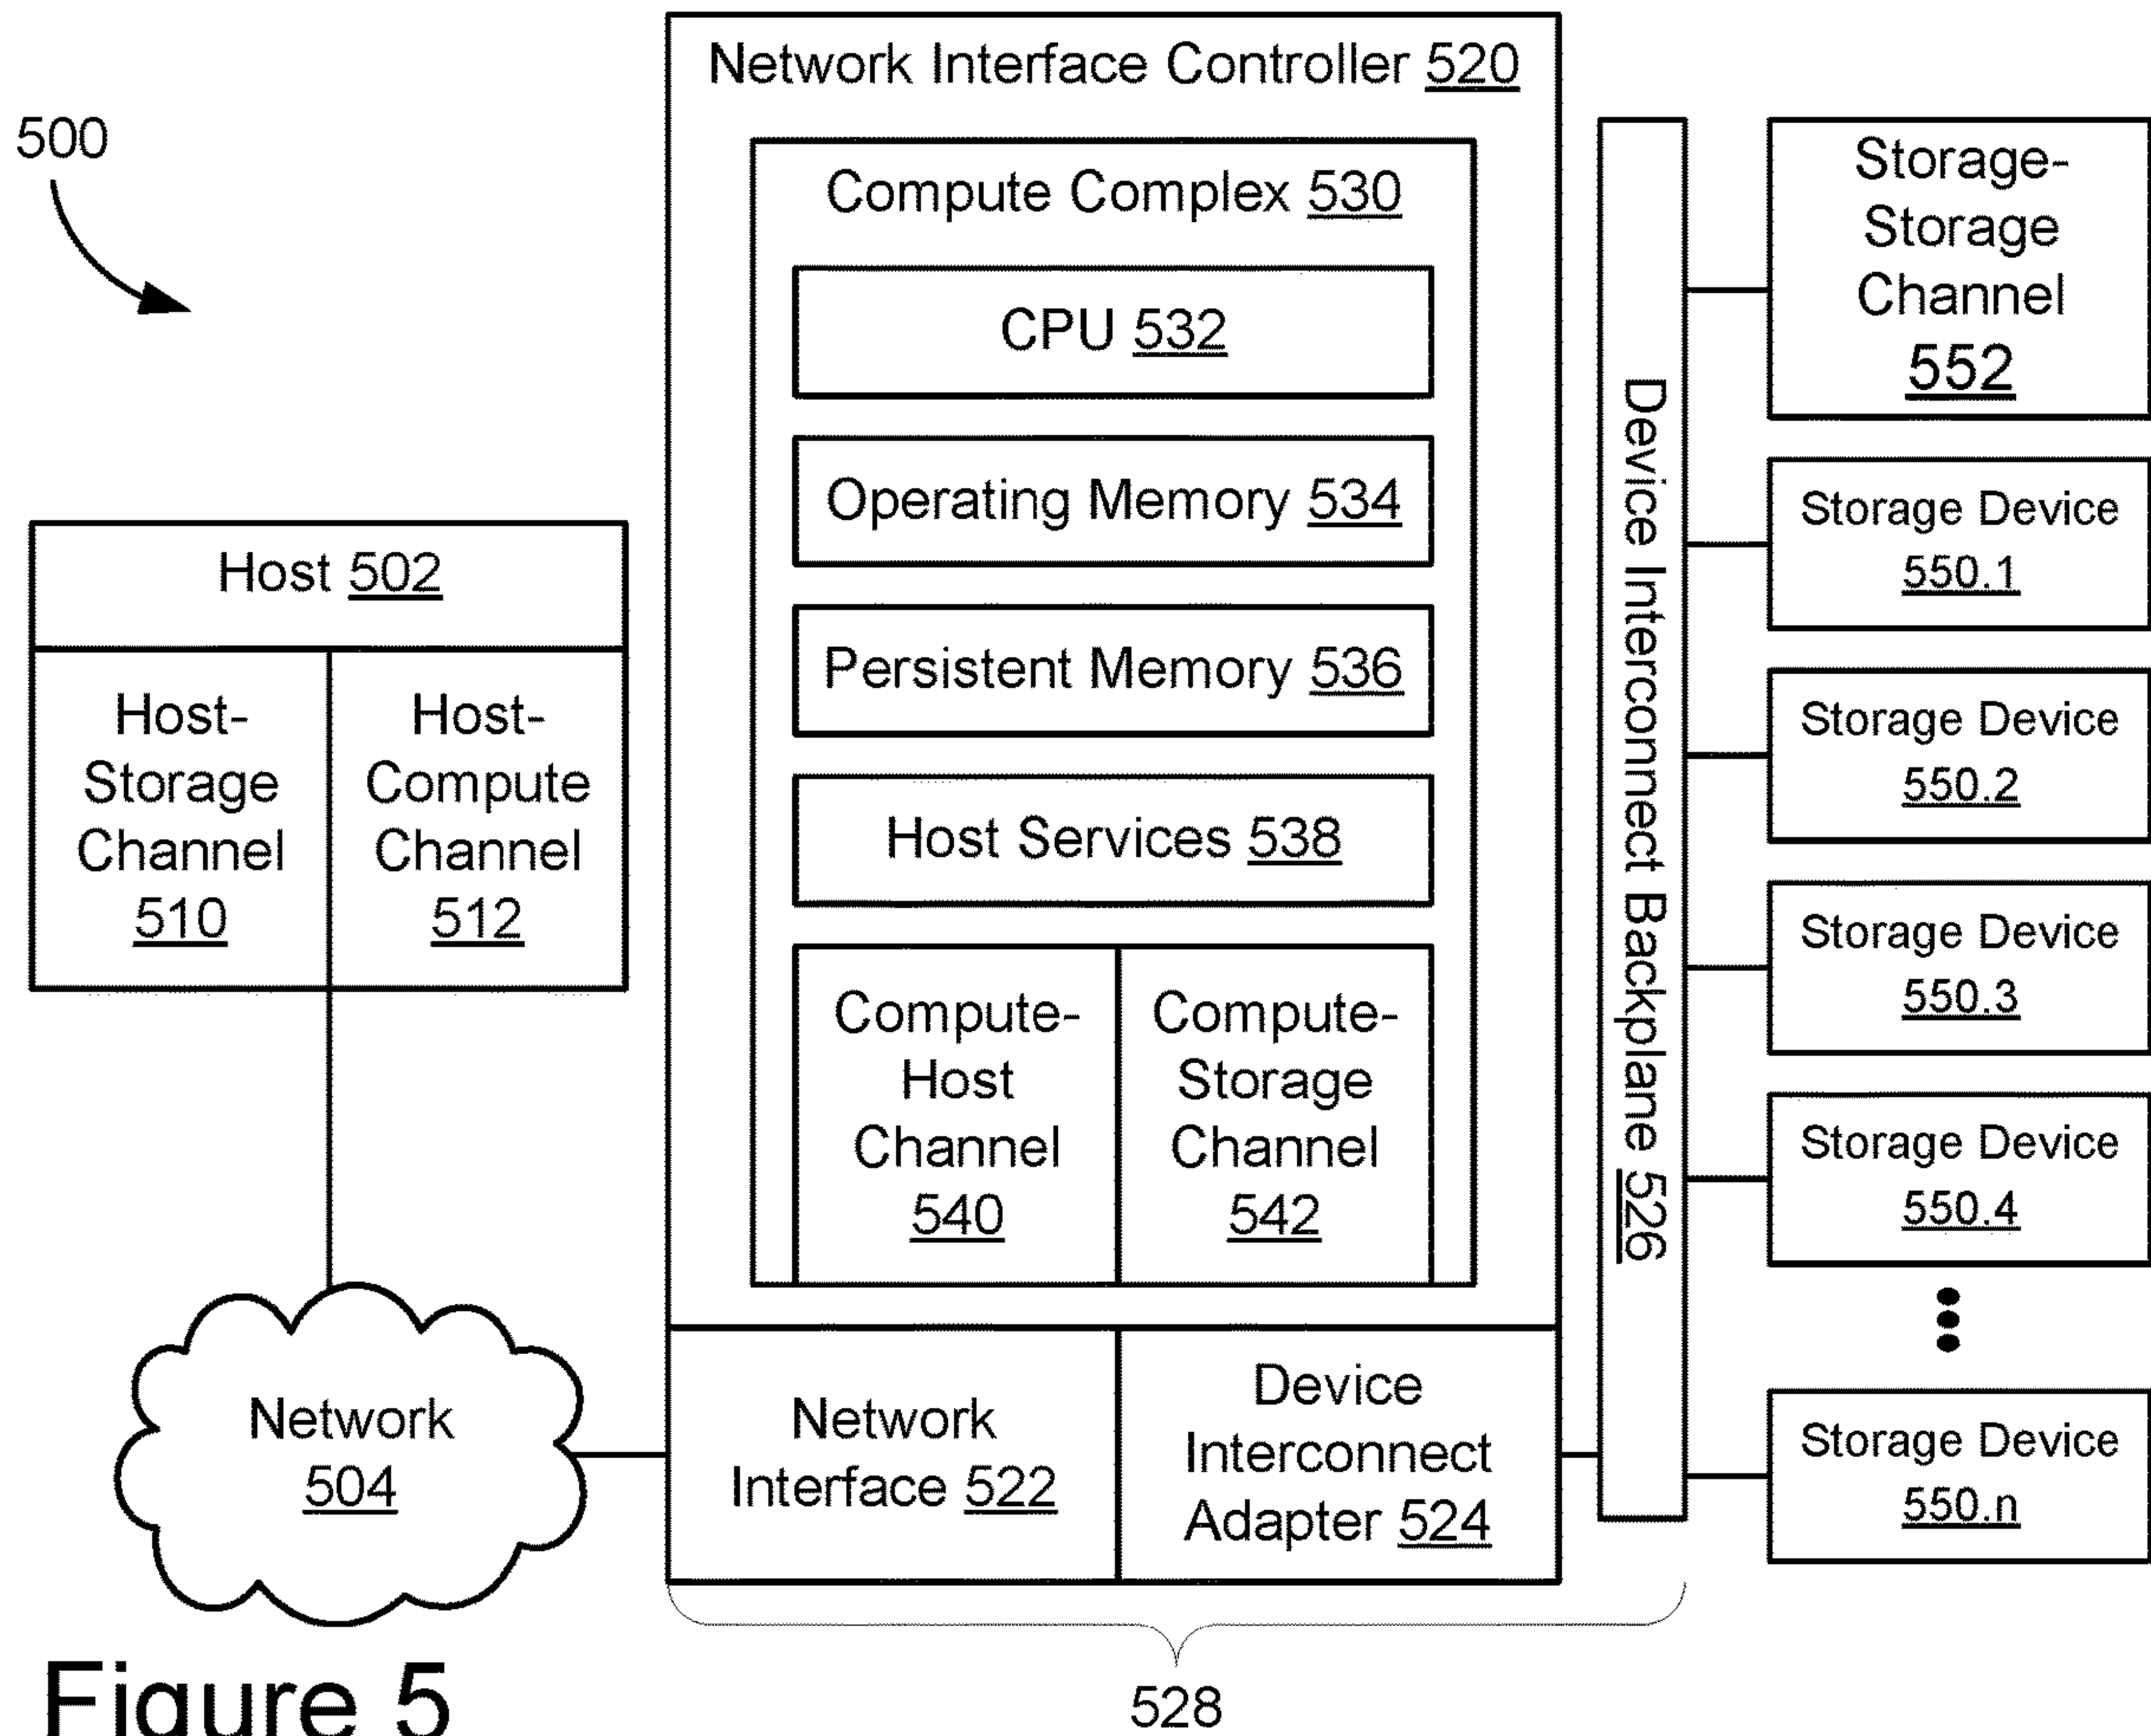 500
Network Interface Controller 520
Compute Complex 530
CPU 532
Operating Memory 534
Persistent Memory 536
Host Services 538
Compute-
Host
Channel
540
Compute-
Storage
Channel
542
Host 502
Host-
Storage
Channel
510
Host-
Compute
Channel
512
Network
504
Network
Interface 522
Device
Interconnect
Adapter 524
Device Interconnect Backplane 526
Storage-
Storage
Channel
552
Storage Device
550.1
Storage Device
550.2
Storage Device
550.3
Storage Device
550.4
Storage Device
550.n
528
Figure 5